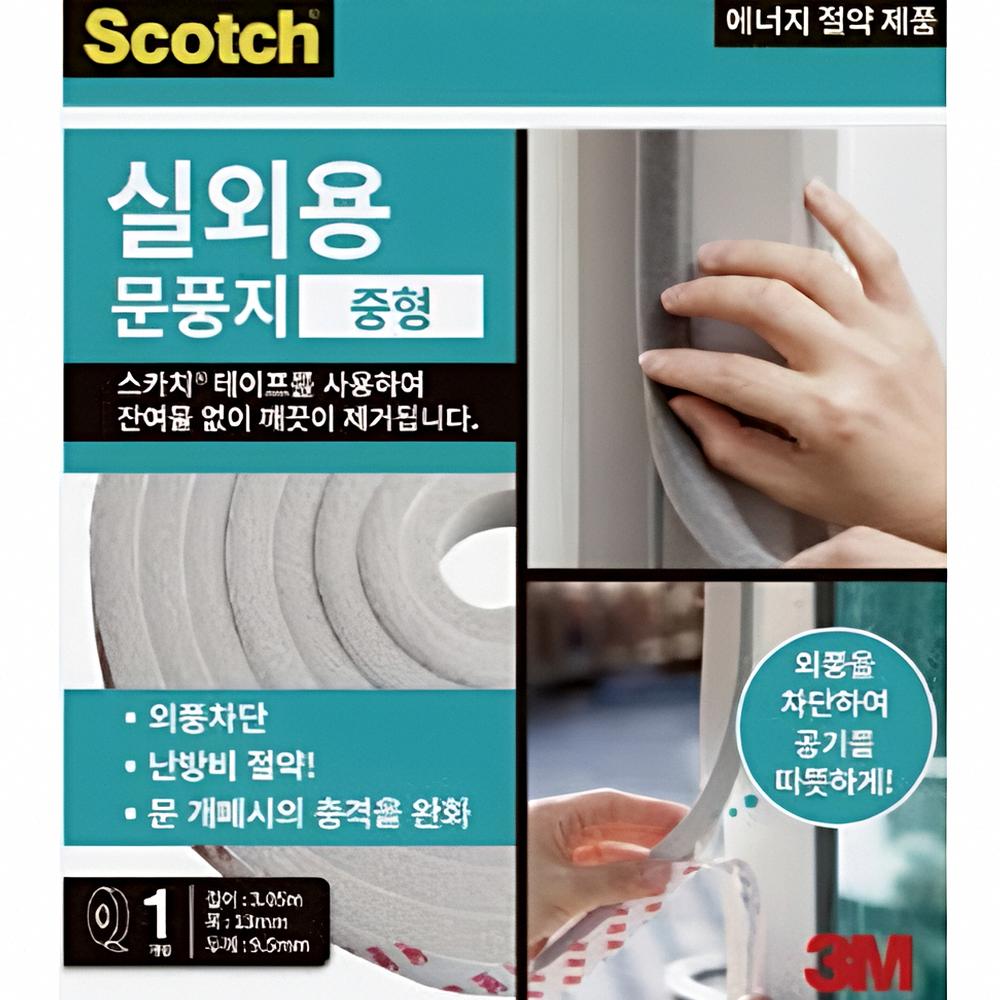 Scotch
에너지 절약 제품
실외용
문풍지 중형
스카치® 테이프를 사용하여
잔여물 없이 깨끗이 제거됩니다.
외풍을
차단하여
공기를
따뜻하게!
▪ 외풍차단
▪ 난방비 절약!
▪ 문 개폐시의 충격을 완화
1
폭 : 13mm
3M